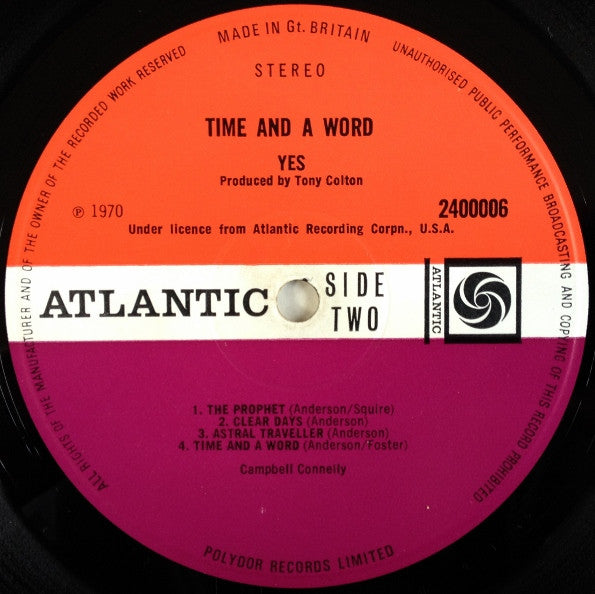 MADE IN Gt. BRITAIN
UNAUTHORISED PUBLIC PERFORMANCE BROADCASTING AND COPYING OF THIS RECORD PROHIBITED
ALL RIGHTS OF THE MANUFACTURER AND OF THE OWNER OF THE RECORDED WORK RESERVED
STEREO
TIME AND A WORD
YES
Produced by Tony Colton
℗ 1970
2400006
Under licence from Atlantic Recording Corpn., U.S.A.
ATLANTIC
SIDE
TWO
ATLANTIC
1. THE PROPHET (Anderson/Squire)
2. CLEAR DAYS (Anderson)
3. ASTRAL TRAVELLER (Anderson)
4. TIME AND A WORD (Anderson/Foster)
Campbell Connelly
POLYDOR RECORDS LIMITED